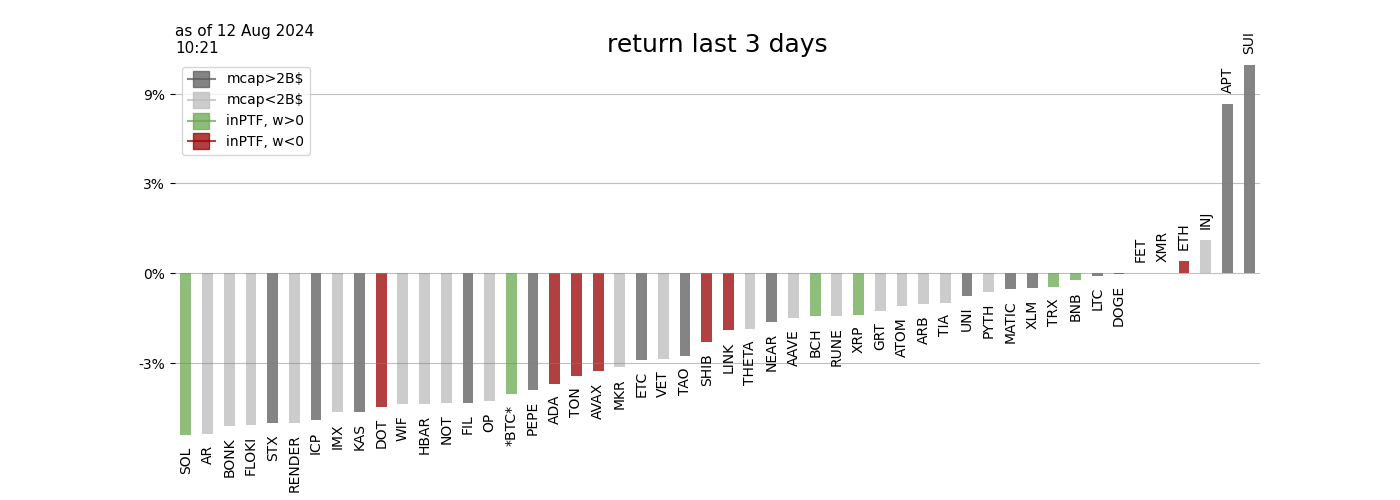 as of 12 Aug 2024
10:21
return last 3 days
mcap>2B$
mcap<2B$
inPTF, w>0
inPTF, w<0
9%
3%
0%
-3%
SOL
AR
BONK
FLOKI
STX
RENDER
ICP
IMX
KAS
DOT
WIF
HBAR
NOT
FIL
OP
*BTC*
PEPE
ADA
TON
AVAX
MKR
ETC
VET
TAO
SHIB
LINK
THETA
NEAR
AAVE
BCH
RUNE
XRP
GRT
ATOM
ARB
TIA
UNI
PYTH
MATIC
XLM
TRX
BNB
LTC
DOGE
FET
XMR
ETH
INJ
APT
SUI